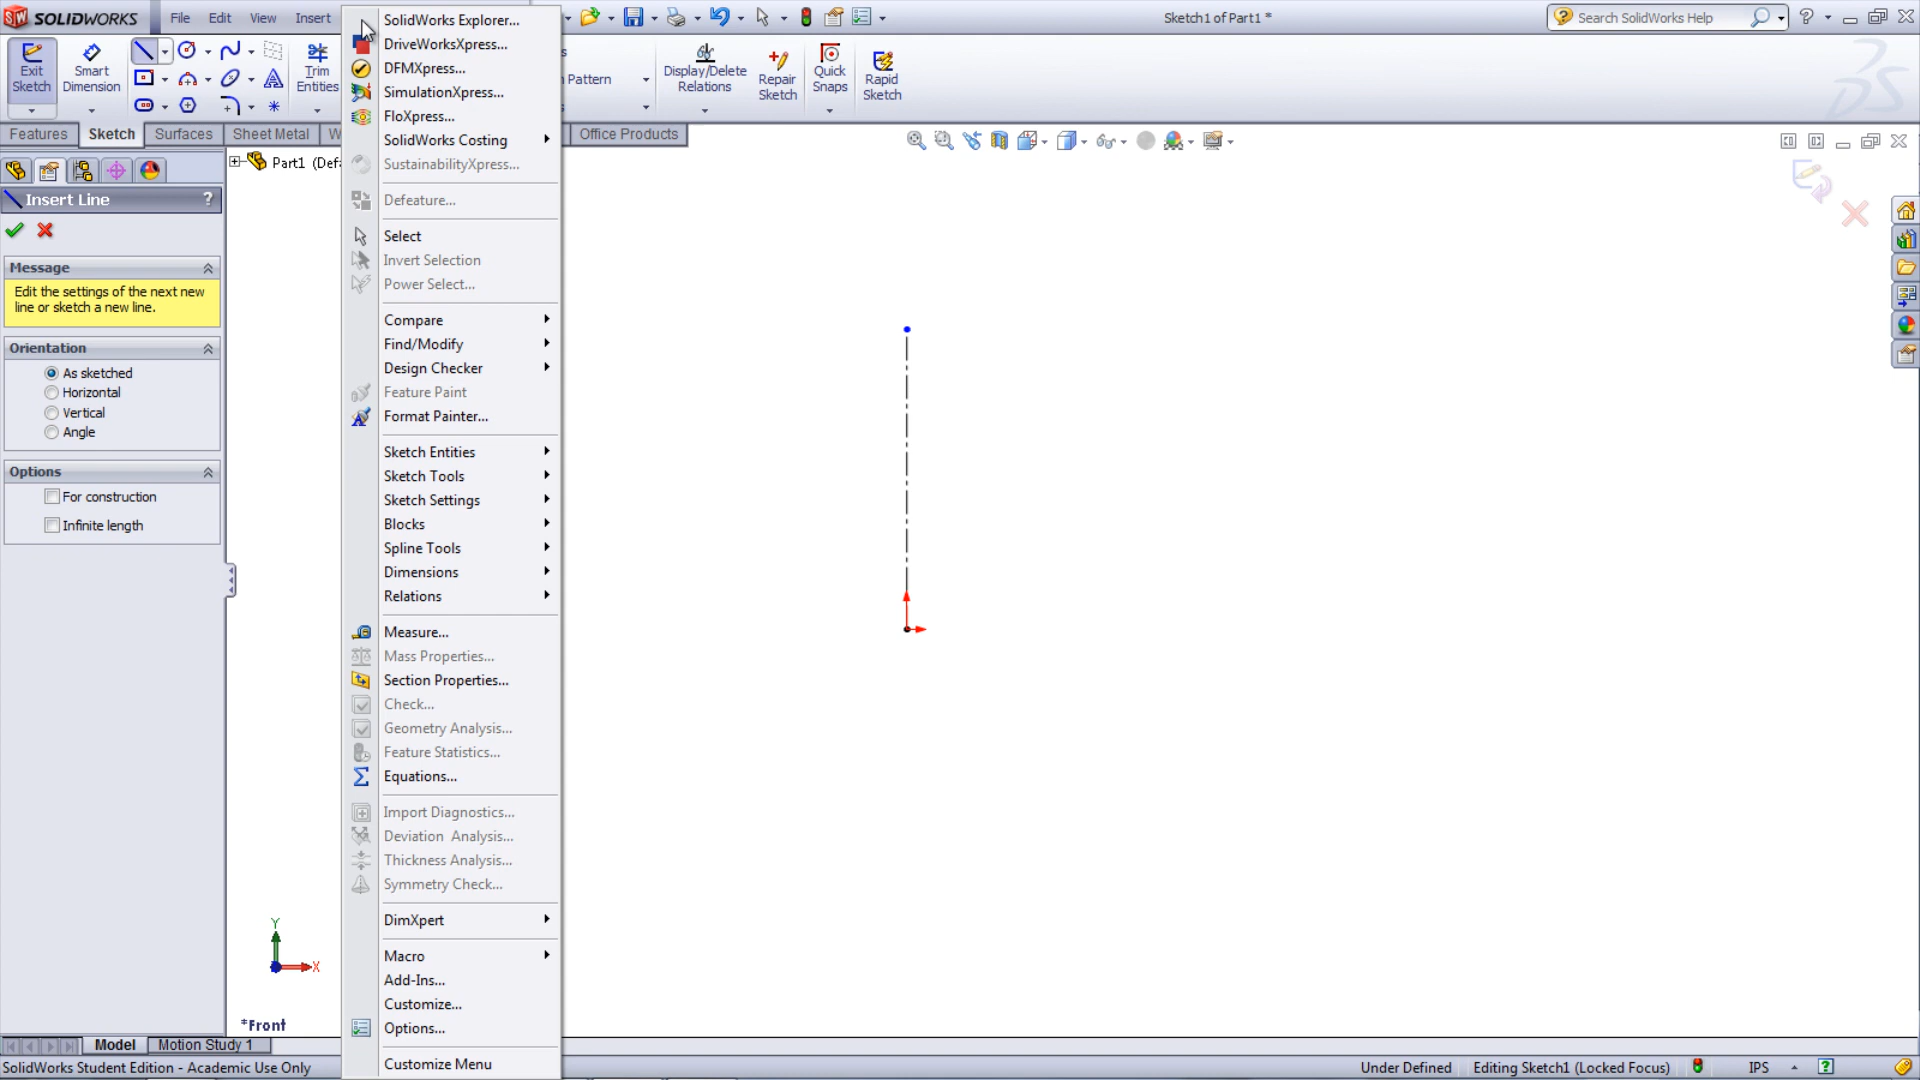 SOLIDWORKS
File
Edit
View
Insert
Sketch1 of Part1 *
Search SolidWorks Help
Exit
Sketch
Smart
Dimension
Trim
Entities
Pattern
Display/Delete
Relations
Repair
Sketch
Quick
Snaps
Rapid
Sketch
Features
Sketch
Surfaces
Sheet Metal
W
Office Products
Part1 (Def
Insert Line
?
Message
Edit the settings of the next new
line or sketch a new line.
Orientation
As sketched
Horizontal
Vertical
Angle
Options
For construction
Infinite length
SolidWorks Explorer...
DriveWorksXpress...
DFMXpress...
SimulationXpress...
FloXpress...
SolidWorks Costing
SustainabilityXpress...
Defeature...
Select
Invert Selection
Power Select...
Compare
Find/Modify
Design Checker
Feature Paint
Format Painter...
Sketch Entities
Sketch Tools
Sketch Settings
Blocks
Spline Tools
Dimensions
Relations
Measure...
Mass Properties...
Section Properties...
Check...
Geometry Analysis...
Feature Statistics...
Equations...
Import Diagnostics...
Deviation Analysis...
Thickness Analysis...
Symmetry Check...
DimXpert
Macro
Add-Ins...
Customize...
Options...
Customize Menu
Y
X
*Front
Model
Motion Study 1
SolidWorks Student Edition - Academic Use Only
Under Defined
Editing Sketch1 (Locked Focus)
IPS